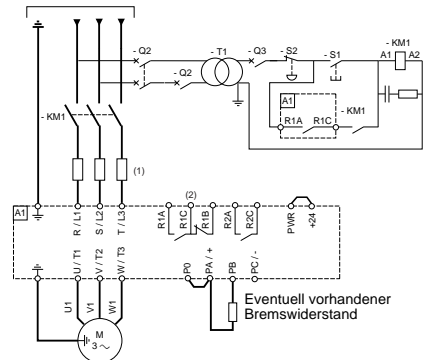 - Q2
- T1
- Q3
- S2
- S1
- KM1
A1
A2
- Q2
A1
R1A
R1C
- KM1
- KM1
(1)
A1
R / L1
S / L2
T / L3
(2)
R1A
R1C
R1B
R2A
R2C
PWR
+24
U / T1
V / T2
W / T3
P0
PA / +
PB
PC / -
U1
V1
W1
M
3 ~
Eventuell vorhandener
Bremswiderstand